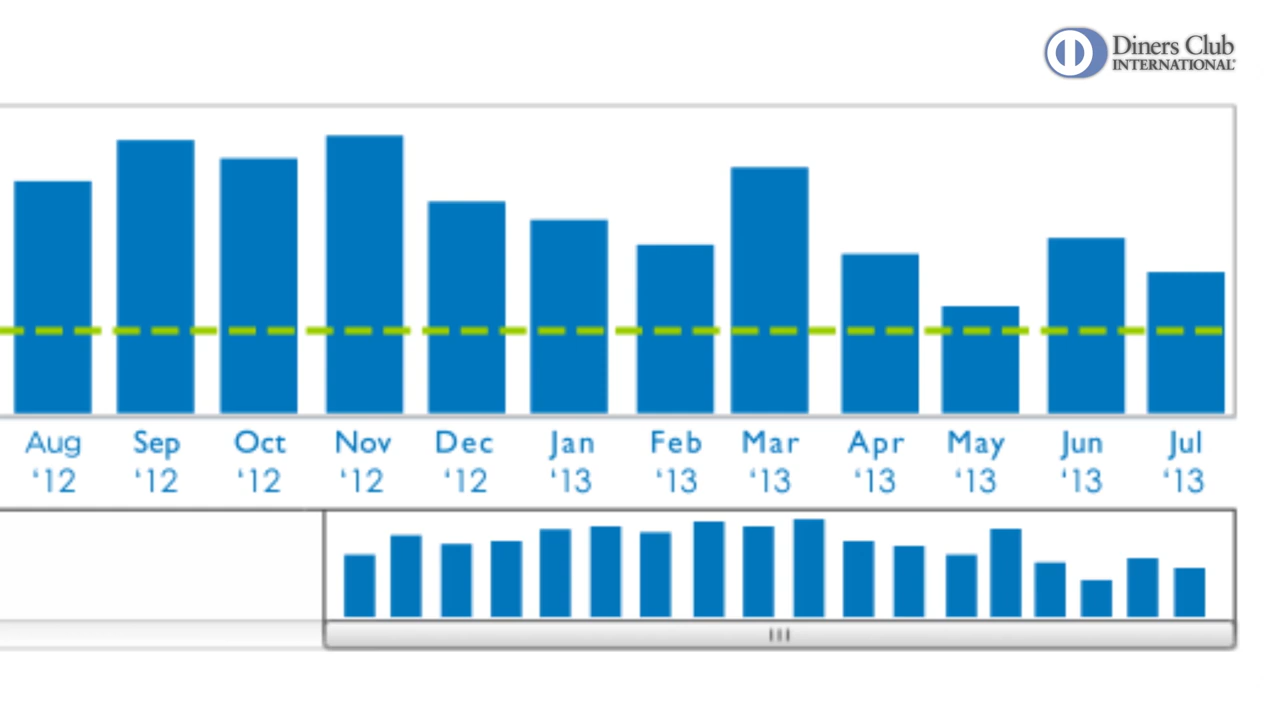 Diners Club
INTERNATIONAL®
Aug Sep Oct Nov Dec Jan Feb Mar Apr May Jun Jul
‘12 ‘12 ‘12 ‘12 ‘12 ‘13 ‘13 ‘13 ‘13 ‘13 ‘13 ‘13